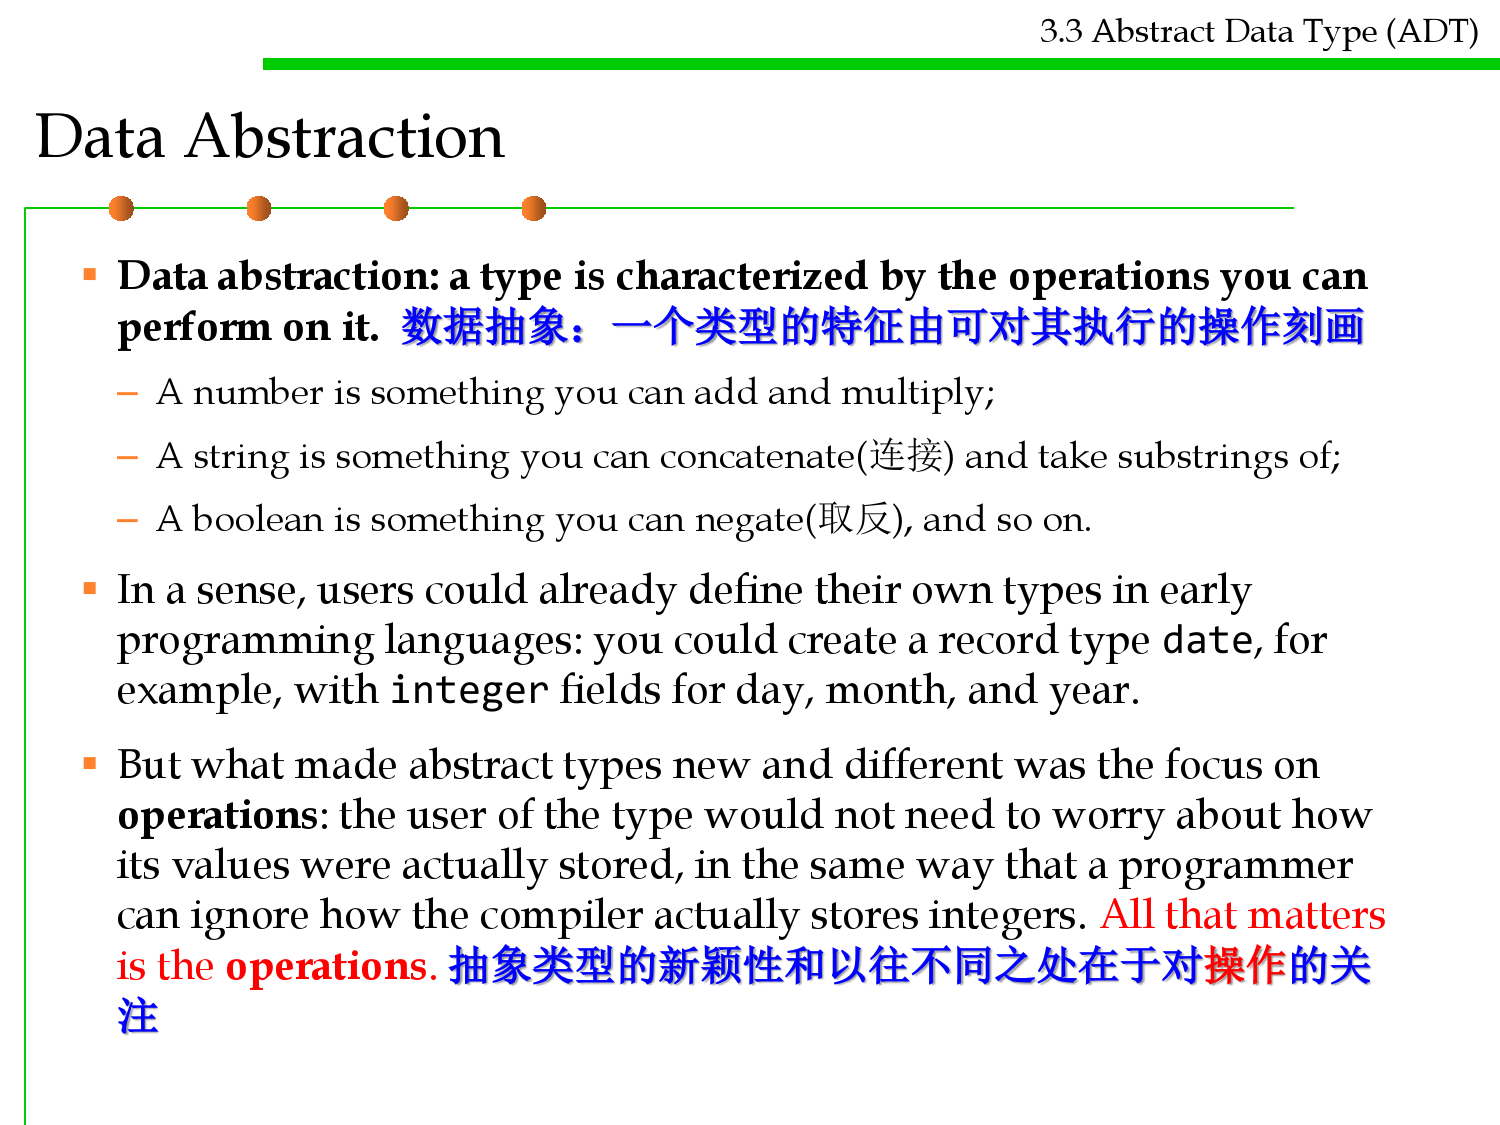 3.3 Abstract Data Type (ADT)
Data Abstraction
▪ Data abstraction: a type is characterized by the operations you can
perform on it. 数据抽象：一个类型的特征由可对其执行的操作刻画
– A number is something you can add and multiply;
– A string is something you can concatenate(连接) and take substrings of;
– A boolean is something you can negate(取反), and so on.
▪ In a sense, users could already define their own types in early
programming languages: you could create a record type date, for
example, with integer fields for day, month, and year.
▪ But what made abstract types new and different was the focus on
operations: the user of the type would not need to worry about how
its values were actually stored, in the same way that a programmer
can ignore how the compiler actually stores integers. All that matters
is the operations. 抽象类型的新颖性和以往不同之处在于对操作的关
注